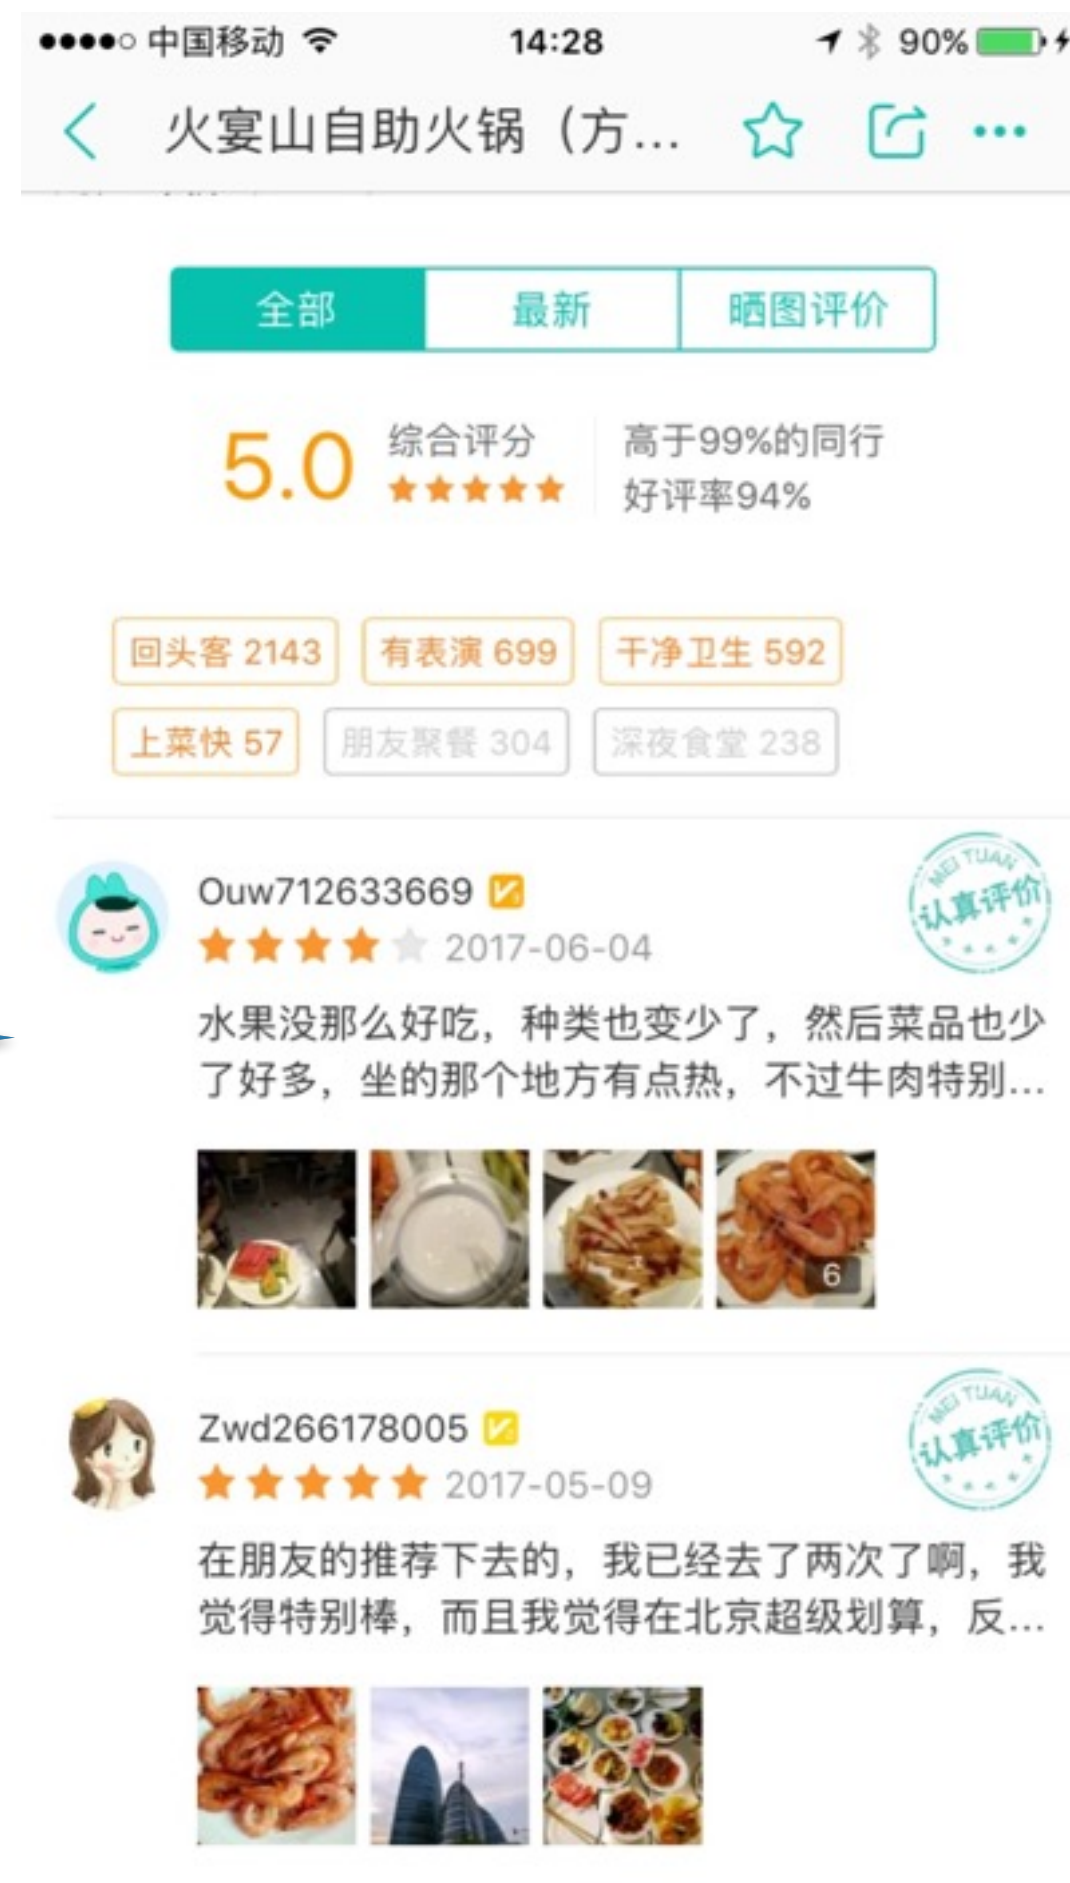 中国移动 14:28 90%
火宴山自助火锅（方...
全部 最新 晒图评价
5.0 综合评分 高于99%的同行
好评率94%
回头客 2143 有表演 699 干净卫生 592
上菜快 57 朋友聚餐 304 深夜食堂 238
Ouw712633669
MEI TUAN
认真评价
2017-06-04
水果没那么好吃，种类也变少了，然后菜品也少
了好多，坐的那个地方有点热，不过牛肉特别...
6
Zwd266178005
MEI TUAN
认真评价
2017-05-09
在朋友的推荐下去的，我已经去了两次了啊，我
觉得特别棒，而且我觉得在北京超级划算，反...